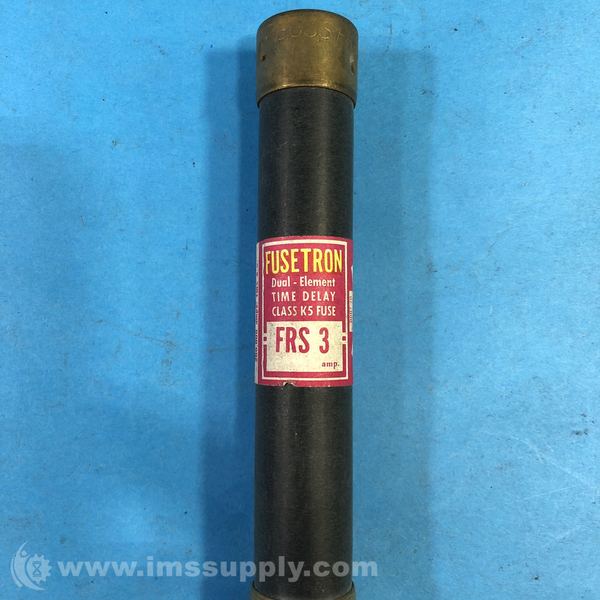 FUSETRON
Dual - Element
TIME DELAY
CLASS K5 FUSE
FRS 3
amp.
www.imssupply.com